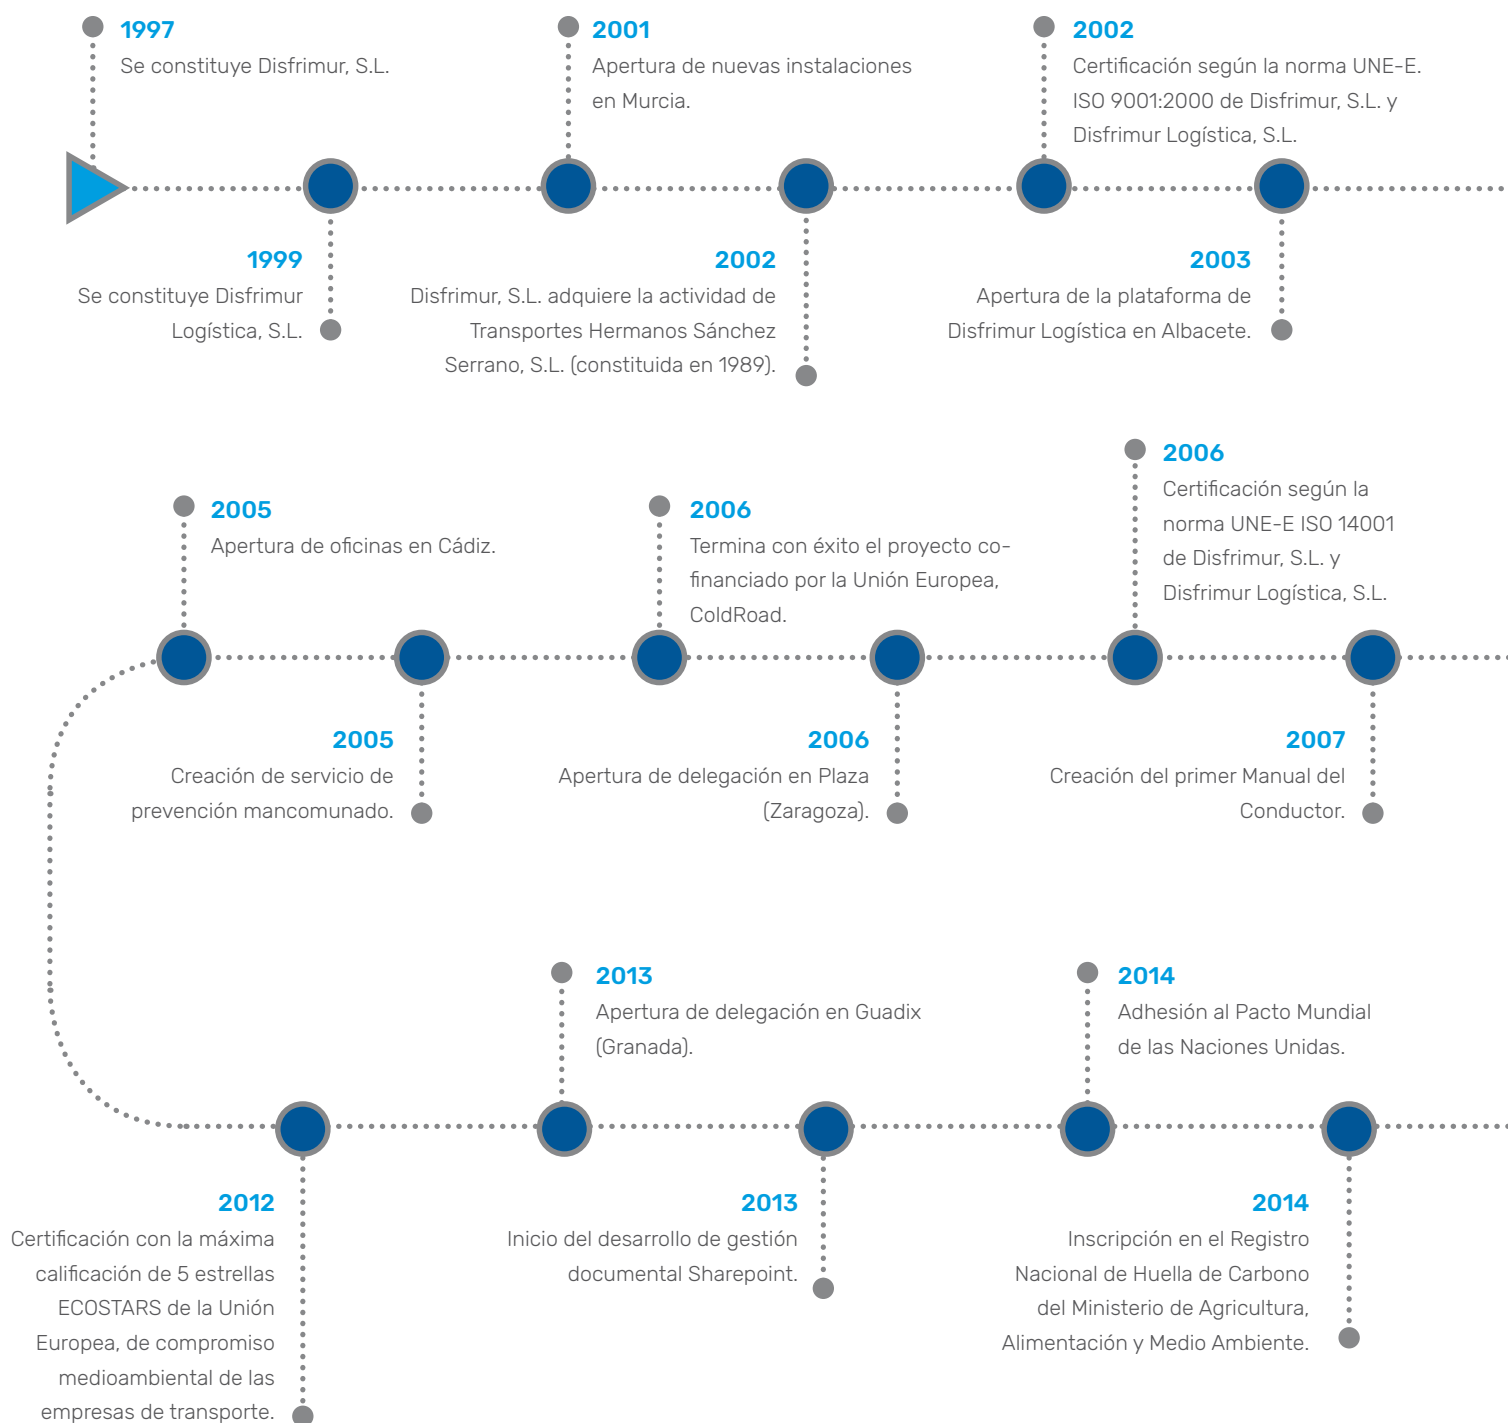 1997
Se constituye Disfrimur, S.L.
1999
Se constituye Disfrimur
Logística, S.L.
2001
Apertura de nuevas instalaciones
en Murcia.
2002
Disfrimur, S.L. adquiere la actividad de
Transportes Hermanos Sánchez
Serrano, S.L. (constituida en 1989).
2002
Certificación según la norma UNE-E.
ISO 9001:2000 de Disfrimur, S.L. y
Disfrimur Logística, S.L.
2003
Apertura de la plataforma de
Disfrimur Logística en Albacete.
2005
Apertura de oficinas en Cádiz.
2005
Creación de servicio de
prevención mancomunado.
2006
Termina con éxito el proyecto co-
financiado por la Unión Europea,
ColdRoad.
2006
Apertura de delegación en Plaza
(Zaragoza).
2006
Certificación según la
norma UNE-E ISO 14001
de Disfrimur, S.L. y
Disfrimur Logística, S.L.
2007
Creación del primer Manual del
Conductor.
2012
Certificación con la máxima
calificación de 5 estrellas
ECOSTARS de la Unión
Europea, de compromiso
medioambiental de las
empresas de transporte.
2013
Apertura de delegación en Guadix
(Granada).
2013
Inicio del desarrollo de gestión
documental Sharepoint.
2014
Adhesión al Pacto Mundial
de las Naciones Unidas.
2014
Inscripción en el Registro
Nacional de Huella de Carbono
del Ministerio de Agricultura,
Alimentación y Medio Ambiente.